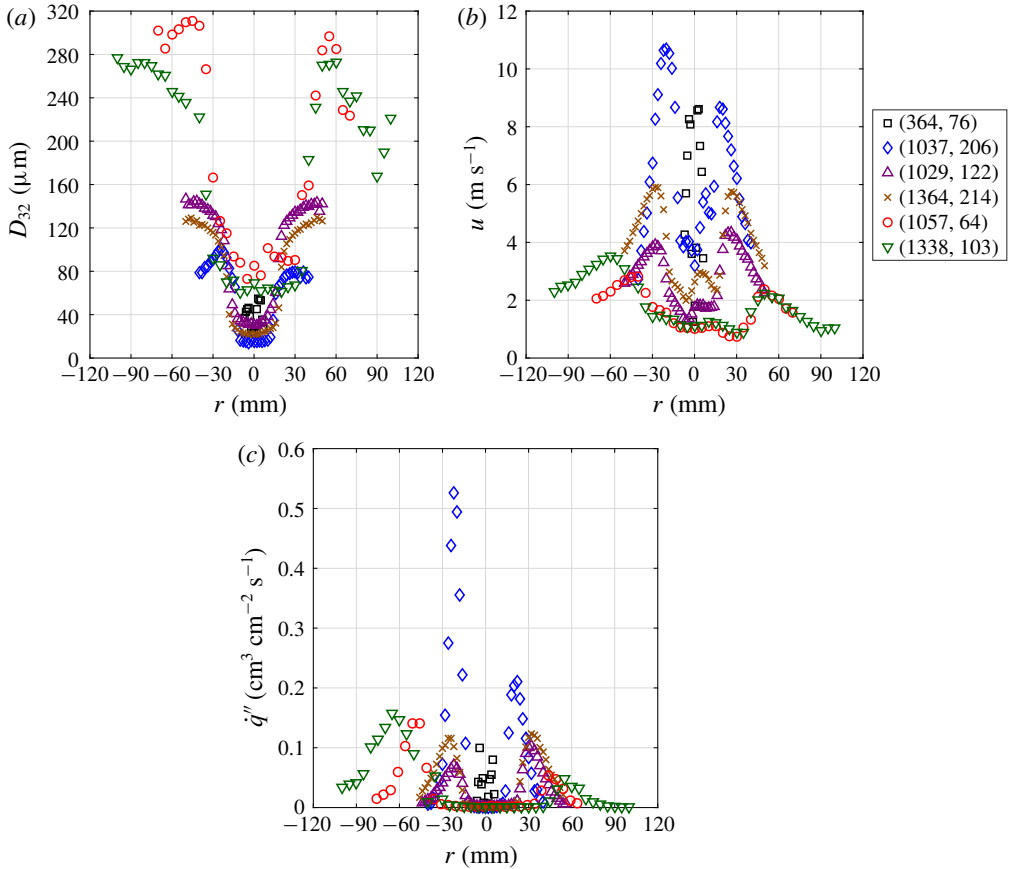 (a)
320
280
240
200
160
120
80
40
0
D32 (μm)
−120 −90 −60 −30 0 30 60 90 120
r (mm)
(b)
12
10
8
6
4
2
0
u (m s−1)
−120 −90 −60 −30 0 30 60 90 120
r (mm)
(364, 76)
(1037, 206)
(1029, 122)
(1364, 214)
(1057, 64)
(1338, 103)
(c)
0.6
0.5
0.4
0.3
0.2
0.1
0
q̇″ (cm3 cm−2 s−1)
−120 −90 −60 −30 0 30 60 90 120
r (mm)